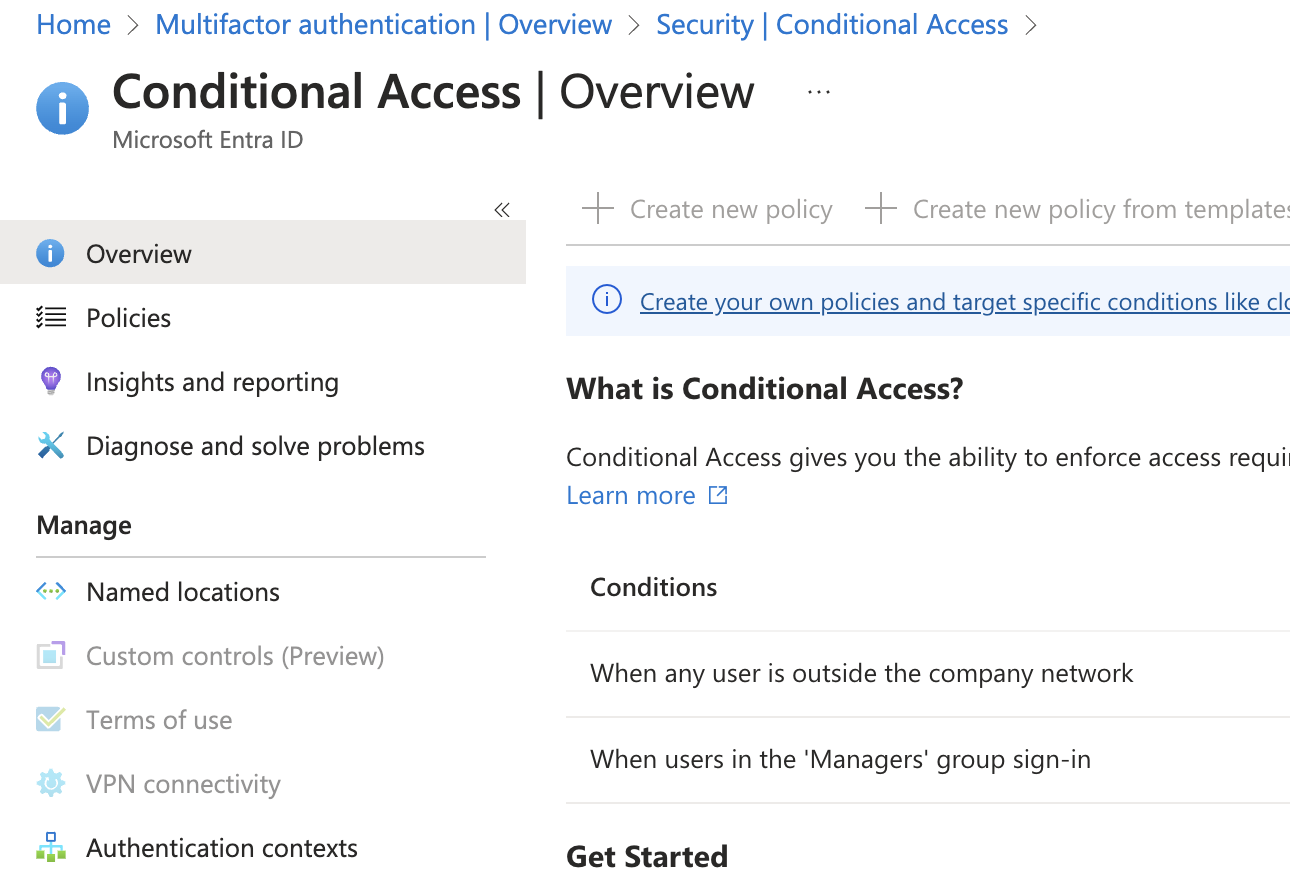 Home > Multifactor authentication | Overview > Security | Conditional Access >
Conditional Access | Overview ...
Microsoft Entra ID
«
Create new policy
Create new policy from templates
Overview
Create your own policies and target specific conditions like clo
Policies
What is Conditional Access?
Insights and reporting
Diagnose and solve problems
Conditional Access gives you the ability to enforce access requi
Learn more
Manage
Named locations
Conditions
Custom controls (Preview)
When any user is outside the company network
Terms of use
When users in the 'Managers' group sign-in
VPN connectivity
Authentication contexts
Get Started